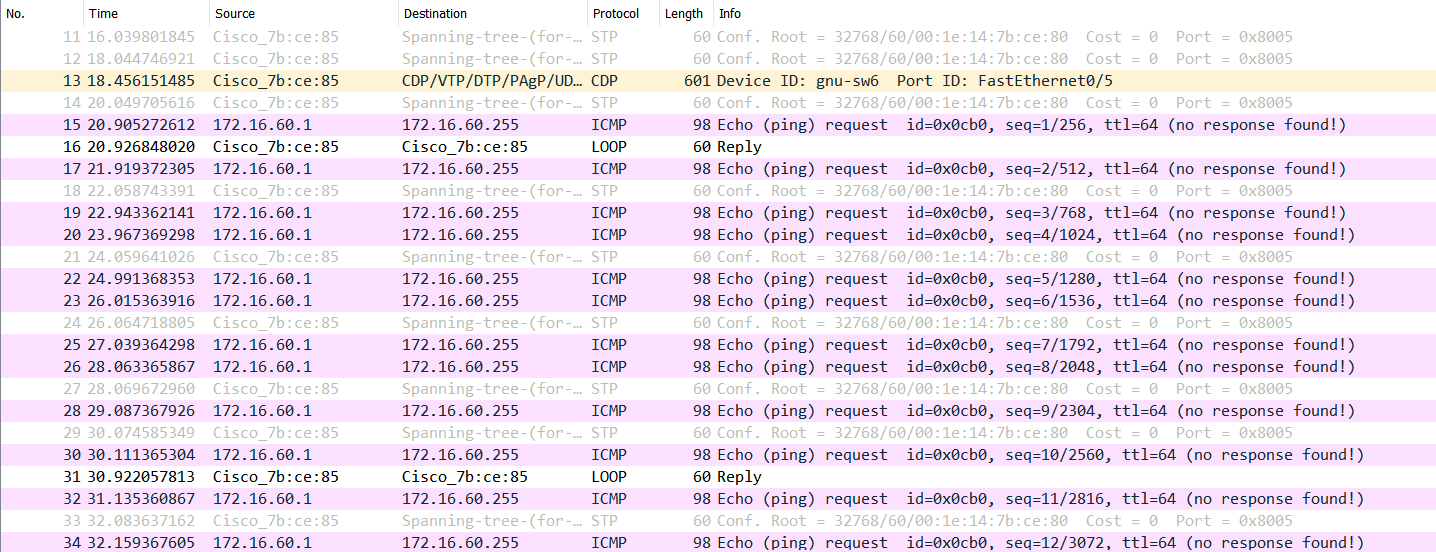 No. Time Source Destination Protocol Length Info
11 16.039801845 Cisco_7b:ce:85 Spanning-tree-(for-… STP 60 Conf. Root = 32768/60/00:1e:14:7b:ce:80 Cost = 0 Port = 0x8005
12 18.044746921 Cisco_7b:ce:85 Spanning-tree-(for-… STP 60 Conf. Root = 32768/60/00:1e:14:7b:ce:80 Cost = 0 Port = 0x8005
13 18.456151485 Cisco_7b:ce:85 CDP/VTP/DTP/PAgP/UD… CDP 601 Device ID: gnu-sw6 Port ID: FastEthernet0/5
14 20.049705616 Cisco_7b:ce:85 Spanning-tree-(for-… STP 60 Conf. Root = 32768/60/00:1e:14:7b:ce:80 Cost = 0 Port = 0x8005
15 20.905272612 172.16.60.1 172.16.60.255 ICMP 98 Echo (ping) request id=0x0cb0, seq=1/256, ttl=64 (no response found!)
16 20.926848020 Cisco_7b:ce:85 Cisco_7b:ce:85 LOOP 60 Reply
17 21.919372305 172.16.60.1 172.16.60.255 ICMP 98 Echo (ping) request id=0x0cb0, seq=2/512, ttl=64 (no response found!)
18 22.058743391 Cisco_7b:ce:85 Spanning-tree-(for-… STP 60 Conf. Root = 32768/60/00:1e:14:7b:ce:80 Cost = 0 Port = 0x8005
19 22.943362141 172.16.60.1 172.16.60.255 ICMP 98 Echo (ping) request id=0x0cb0, seq=3/768, ttl=64 (no response found!)
20 23.967369298 172.16.60.1 172.16.60.255 ICMP 98 Echo (ping) request id=0x0cb0, seq=4/1024, ttl=64 (no response found!)
21 24.059641026 Cisco_7b:ce:85 Spanning-tree-(for-… STP 60 Conf. Root = 32768/60/00:1e:14:7b:ce:80 Cost = 0 Port = 0x8005
22 24.991368353 172.16.60.1 172.16.60.255 ICMP 98 Echo (ping) request id=0x0cb0, seq=5/1280, ttl=64 (no response found!)
23 26.015363916 172.16.60.1 172.16.60.255 ICMP 98 Echo (ping) request id=0x0cb0, seq=6/1536, ttl=64 (no response found!)
24 26.064718805 Cisco_7b:ce:85 Spanning-tree-(for-… STP 60 Conf. Root = 32768/60/00:1e:14:7b:ce:80 Cost = 0 Port = 0x8005
25 27.039364298 172.16.60.1 172.16.60.255 ICMP 98 Echo (ping) request id=0x0cb0, seq=7/1792, ttl=64 (no response found!)
26 28.063365867 172.16.60.1 172.16.60.255 ICMP 98 Echo (ping) request id=0x0cb0, seq=8/2048, ttl=64 (no response found!)
27 28.069672960 Cisco_7b:ce:85 Spanning-tree-(for-… STP 60 Conf. Root = 32768/60/00:1e:14:7b:ce:80 Cost = 0 Port = 0x8005
28 29.087367926 172.16.60.1 172.16.60.255 ICMP 98 Echo (ping) request id=0x0cb0, seq=9/2304, ttl=64 (no response found!)
29 30.074585349 Cisco_7b:ce:85 Spanning-tree-(for-… STP 60 Conf. Root = 32768/60/00:1e:14:7b:ce:80 Cost = 0 Port = 0x8005
30 30.111365304 172.16.60.1 172.16.60.255 ICMP 98 Echo (ping) request id=0x0cb0, seq=10/2560, ttl=64 (no response found!)
31 30.922057813 Cisco_7b:ce:85 Cisco_7b:ce:85 LOOP 60 Reply
32 31.135360867 172.16.60.1 172.16.60.255 ICMP 98 Echo (ping) request id=0x0cb0, seq=11/2816, ttl=64 (no response found!)
33 32.083637162 Cisco_7b:ce:85 Spanning-tree-(for-… STP 60 Conf. Root = 32768/60/00:1e:14:7b:ce:80 Cost = 0 Port = 0x8005
34 32.159367605 172.16.60.1 172.16.60.255 ICMP 98 Echo (ping) request id=0x0cb0, seq=12/3072, ttl=64 (no response found!)